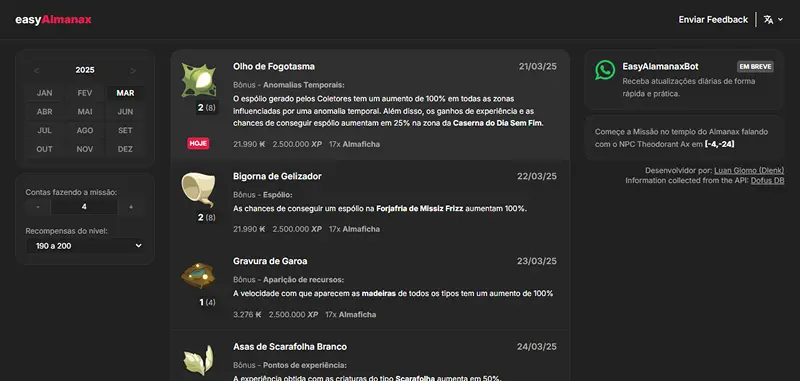 easyAlmanax
Enviar Feedback
< 2025 >
JAN FEV MAR
ABR MAI JUN
JUL AGO SET
OUT NOV DEZ
Contas fazendo a missão:
- 4 +
Recompensas do nível:
190 a 200
Olho de Fogotasma
21/03/25
Bônus - Anomalias Temporais:
O espólio gerado pelos Coletores tem um aumento de 100% em todas as zonas
influenciadas por uma anomalia temporal. Além disso, os ganhos de experiência e as
chances de conseguir espólio aumentam em 25% na zona da Caserna do Dia Sem Fim.
2 (8)
HOJE
21.990 ₭ 2.500.000 XP 17x Almaficha
Bigorna de Gelizador
22/03/25
Bônus - Espólio:
As chances de conseguir um espólio na Forjafria de Missiz Frizz aumentam 100%.
2 (8)
21.990 ₭ 2.500.000 XP 17x Almaficha
Gravura de Garoa
23/03/25
Bônus - Aparição de recursos:
A velocidade com que aparecem as madeiras de todos os tipos tem um aumento de 100%
1 (4)
3.276 ₭ 2.500.000 XP 17x Almaficha
Asas de Scarafolha Branco
24/03/25
Bônus - Pontos de experiência:
A experiência obtida com as criaturas do tipo Scarafolha aumenta em 50%.
EasyAlamanaxBot
EM BREVE
Receba atualizações diárias de forma
rápida e prática.
Começe a Missão no templo do Almanax falando
com o NPC Theodorant Ax em [-4,-24]
Desenvolvidor por: Luan Giomo (Dlenk)
Information collected from the API: Dofus DB